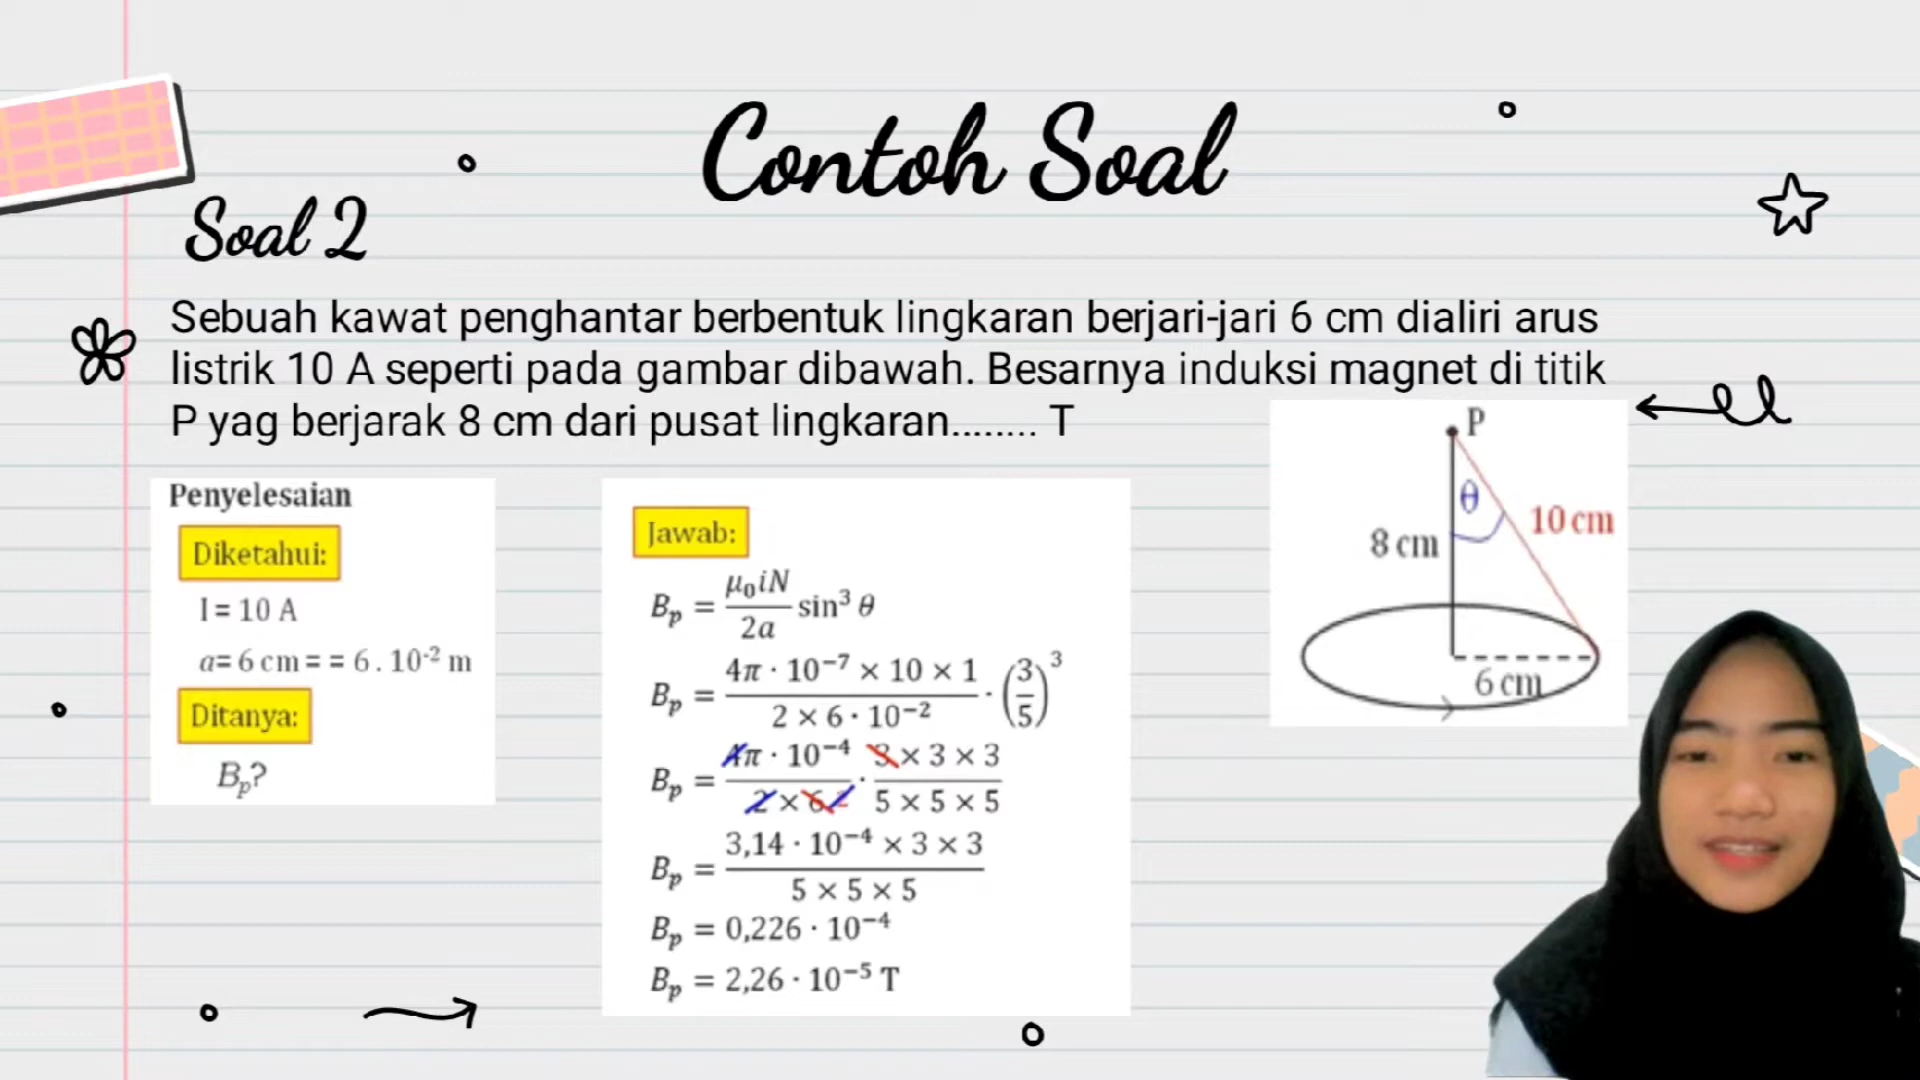 Contoh Soal
Soal 2
Sebuah kawat penghantar berbentuk lingkaran berjari-jari 6 cm dialiri arus
listrik 10 A seperti pada gambar dibawah. Besarnya induksi magnet di titik
P yag berjarak 8 cm dari pusat lingkaran........ T
Penyelesaian
Diketahui:
I = 10 A
a= 6 cm = = 6 . 10⁻² m
Ditanya:
Bₚ?
Jawab:
Bₚ = μ₀iN / 2a sin³ θ
Bₚ = 4π · 10⁻⁷ × 10 × 1 / 2 × 6 · 10⁻² · (3/5)³
Bₚ = 4π · 10⁻⁴ / 2 × 6 2 · 3 × 3 × 3 / 5 × 5 × 5
Bₚ = 3,14 · 10⁻⁴ × 3 × 3 / 5 × 5 × 5
Bₚ = 0,226 · 10⁻⁴
Bₚ = 2,26 · 10⁻⁵ T
P
θ
10 cm
8 cm
6 cm